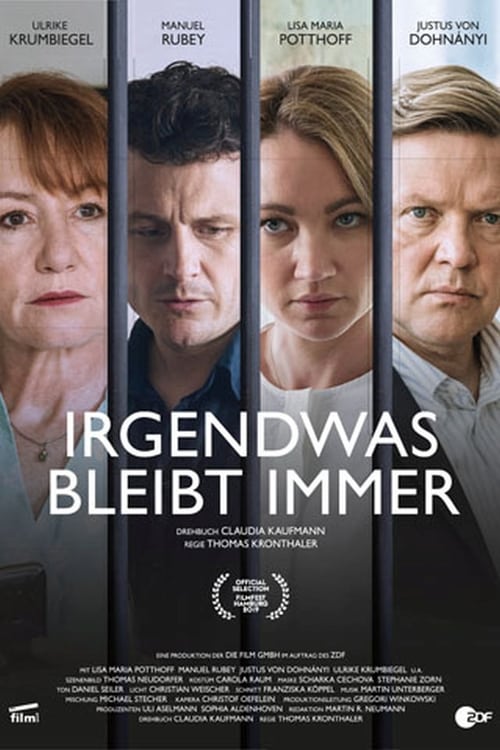 ULRIKE
KRUMBIEGEL
MANUEL
RUBEY
LISA MARIA
POTTHOFF
JUSTUS VON
DOHNÁNYI
IRGENDWAS
BLEIBT IMMER
DREHBUCH CLAUDIA KAUFMANN
REGIE THOMAS KRONTHALER
OFFICIAL
SELECTION
FILMFEST
HAMBURG
2019
EINE PRODUKTION DER DIE FILM GMBH IM AUFTRAG DES ZDF
MIT LISA MARIA POTTHOFF MANUEL RUBEY JUSTUS VON DOHNÁNYI ULRIKE KRUMBIEGEL U.A.
SZENENBILD THOMAS NEUDORFER KOSTÜM CAROLA RAUM MASKE SCHARKA CECHOVA STEPHANIE ZORN
TON DANIEL SEILER LICHT CHRISTIAN WEISCHER SCHNITT FRANZISKA KÖPPEL MUSIK MARTIN UNTERBERGER
MISCHUNG MICHAEL STECHER KAMERA CHRISTOF OEFELEIN PRODUKTIONSLEITUNG GREGORI WINKOWSKI
PRODUZENTEN ULI ASELMANN SOPHIA ALDENHOVEN REDAKTION MARTIN R. NEUMANN
DREHBUCH CLAUDIA KAUFMANN REGIE THOMAS KRONTHALER
film
ZDF